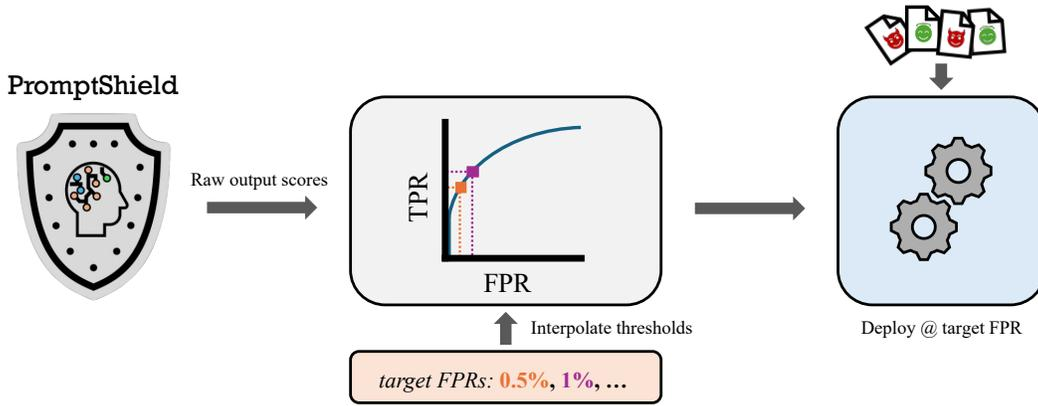 PromptShield
Raw output scores
TPR
FPR
Interpolate thresholds
target FPRs: 0.5%, 1%, ...
Deploy @ target FPR